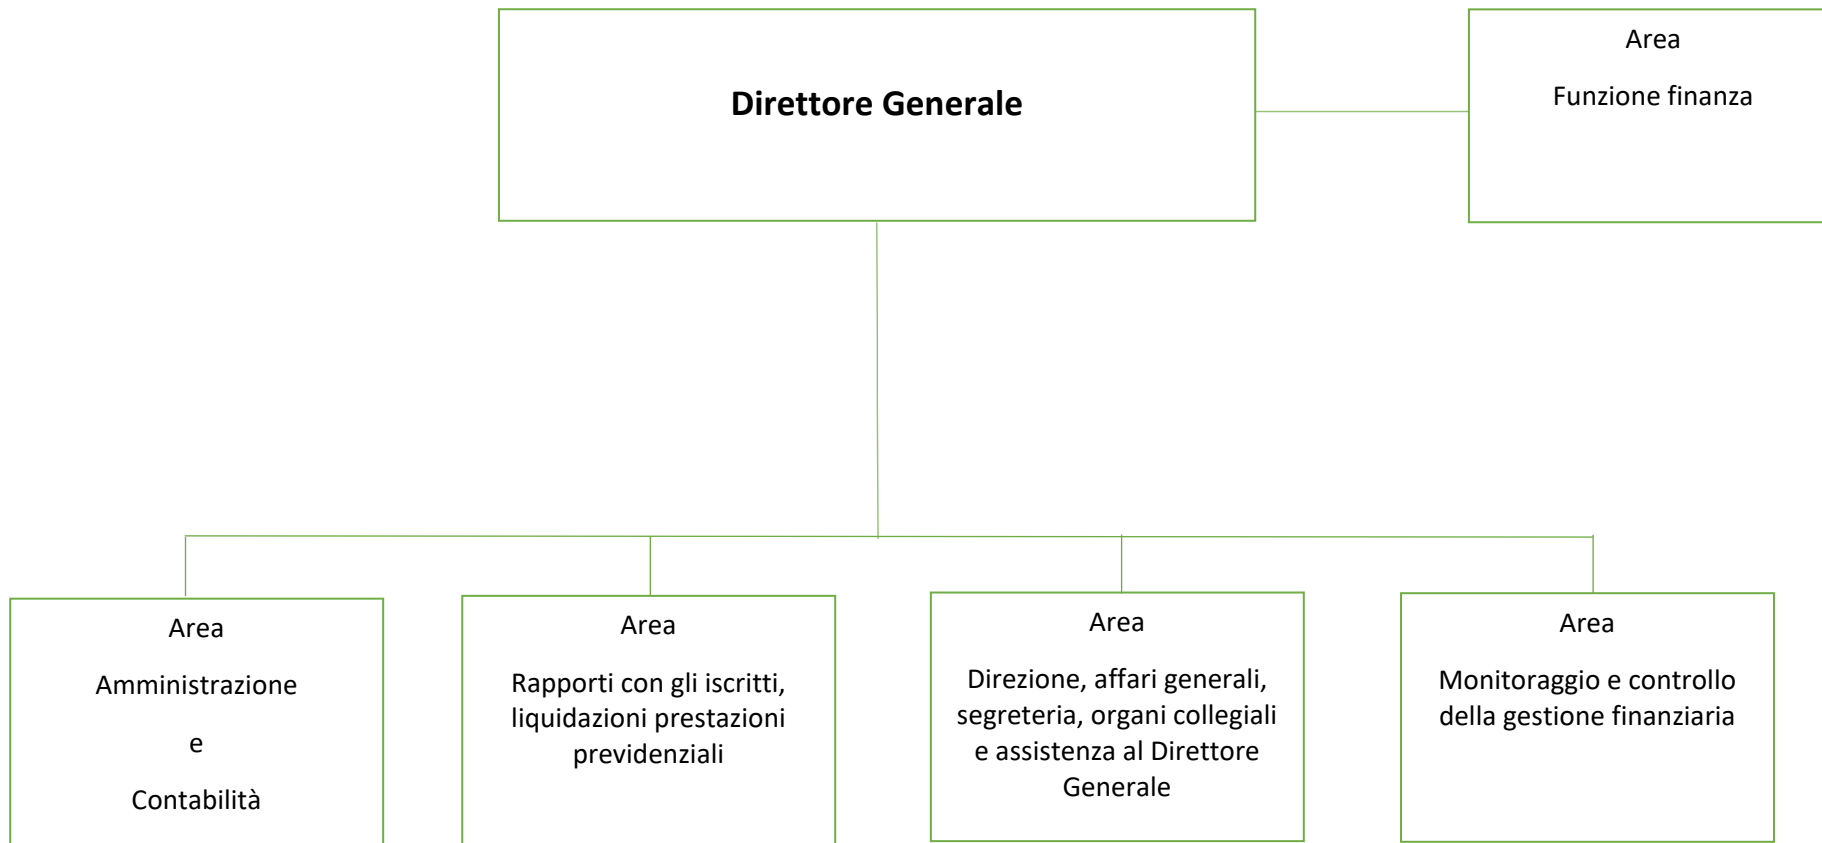 Direttore Generale
Area
Funzione finanza
Area
Amministrazione
e
Contabilità
Area
Rapporti con gli iscritti,
liquidazioni prestazioni
previdenziali
Area
Direzione, affari generali,
segreteria, organi collegiali
e assistenza al Direttore
Generale
Area
Monitoraggio e controllo
della gestione finanziaria